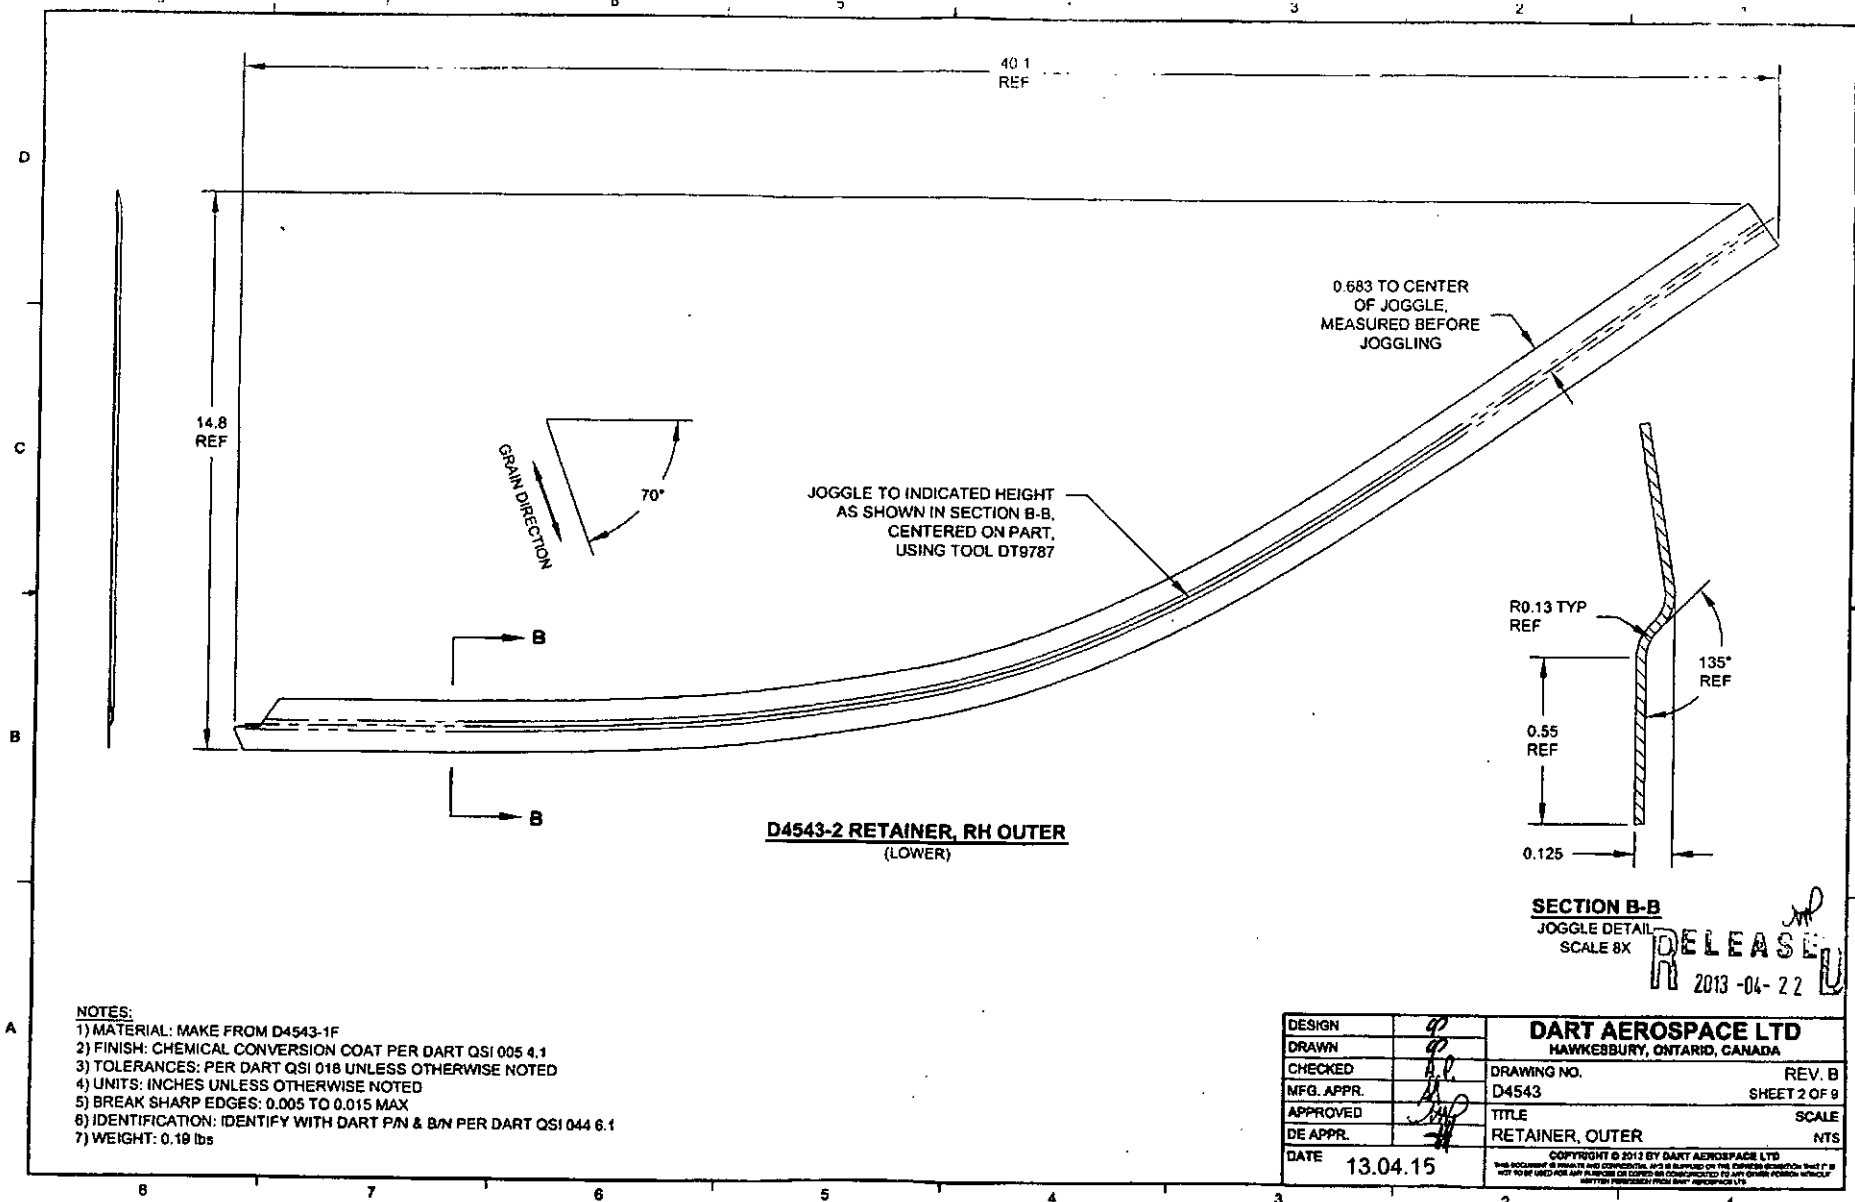 40.1
REF
D
0.683 TO CENTER
OF JOGGLE,
MEASURED BEFORE
JOGGLING
14.8
REF
C
GRAIN DIRECTION
70°
JOGGLE TO INDICATED HEIGHT
AS SHOWN IN SECTION B-B,
CENTERED ON PART,
USING TOOL DT9787
R0.13 TYP
REF
135°
REF
B
B
B
0.55
REF
0.125
D4543-2 RETAINER, RH OUTER
(LOWER)
SECTION B-B
JOGGLE DETAIL
SCALE 8X
RELEASED
2013-04-22
A
NOTES:
1) MATERIAL: MAKE FROM D4543-1F
2) FINISH: CHEMICAL CONVERSION COAT PER DART QSI 005 4.1
3) TOLERANCES: PER DART QSI 018 UNLESS OTHERWISE NOTED
4) UNITS: INCHES UNLESS OTHERWISE NOTED
5) BREAK SHARP EDGES: 0.005 TO 0.015 MAX
6) IDENTIFICATION: IDENTIFY WITH DART P/N & B/N PER DART QSI 044 6.1
7) WEIGHT: 0.19 lbs
DESIGN
DRAWN
CHECKED
MFG. APPR.
APPROVED
DE APPR.
DATE 13.04.15
DART AEROSPACE LTD
HAWKESBURY, ONTARIO, CANADA
DRAWING NO. REV. B
D4543 SHEET 2 OF 9
TITLE SCALE
RETAINER, OUTER NTS
COPYRIGHT © 2013 BY DART AEROSPACE LTD
8 7 6 5 4 3